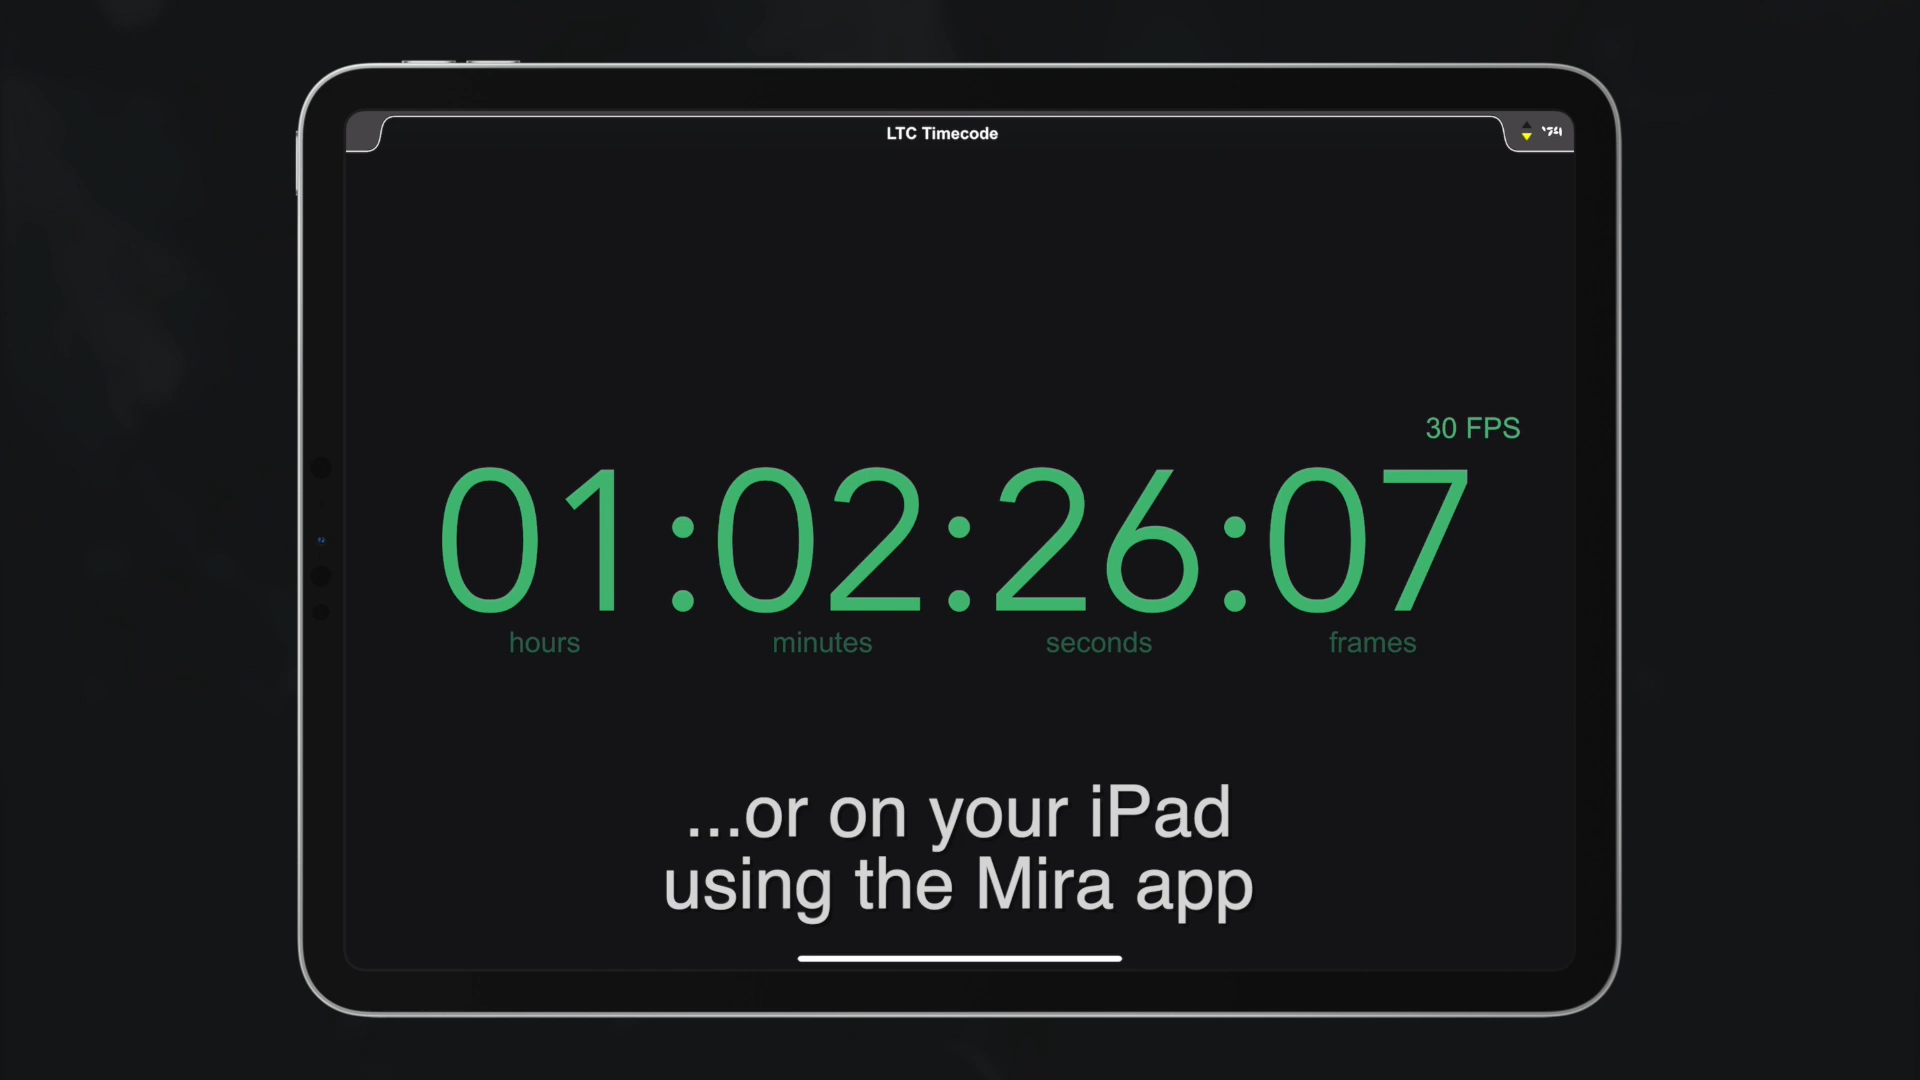 LTC Timecode
'74
30 FPS
01:02:26:07
hours minutes seconds frames
...or on your iPad
using the Mira app